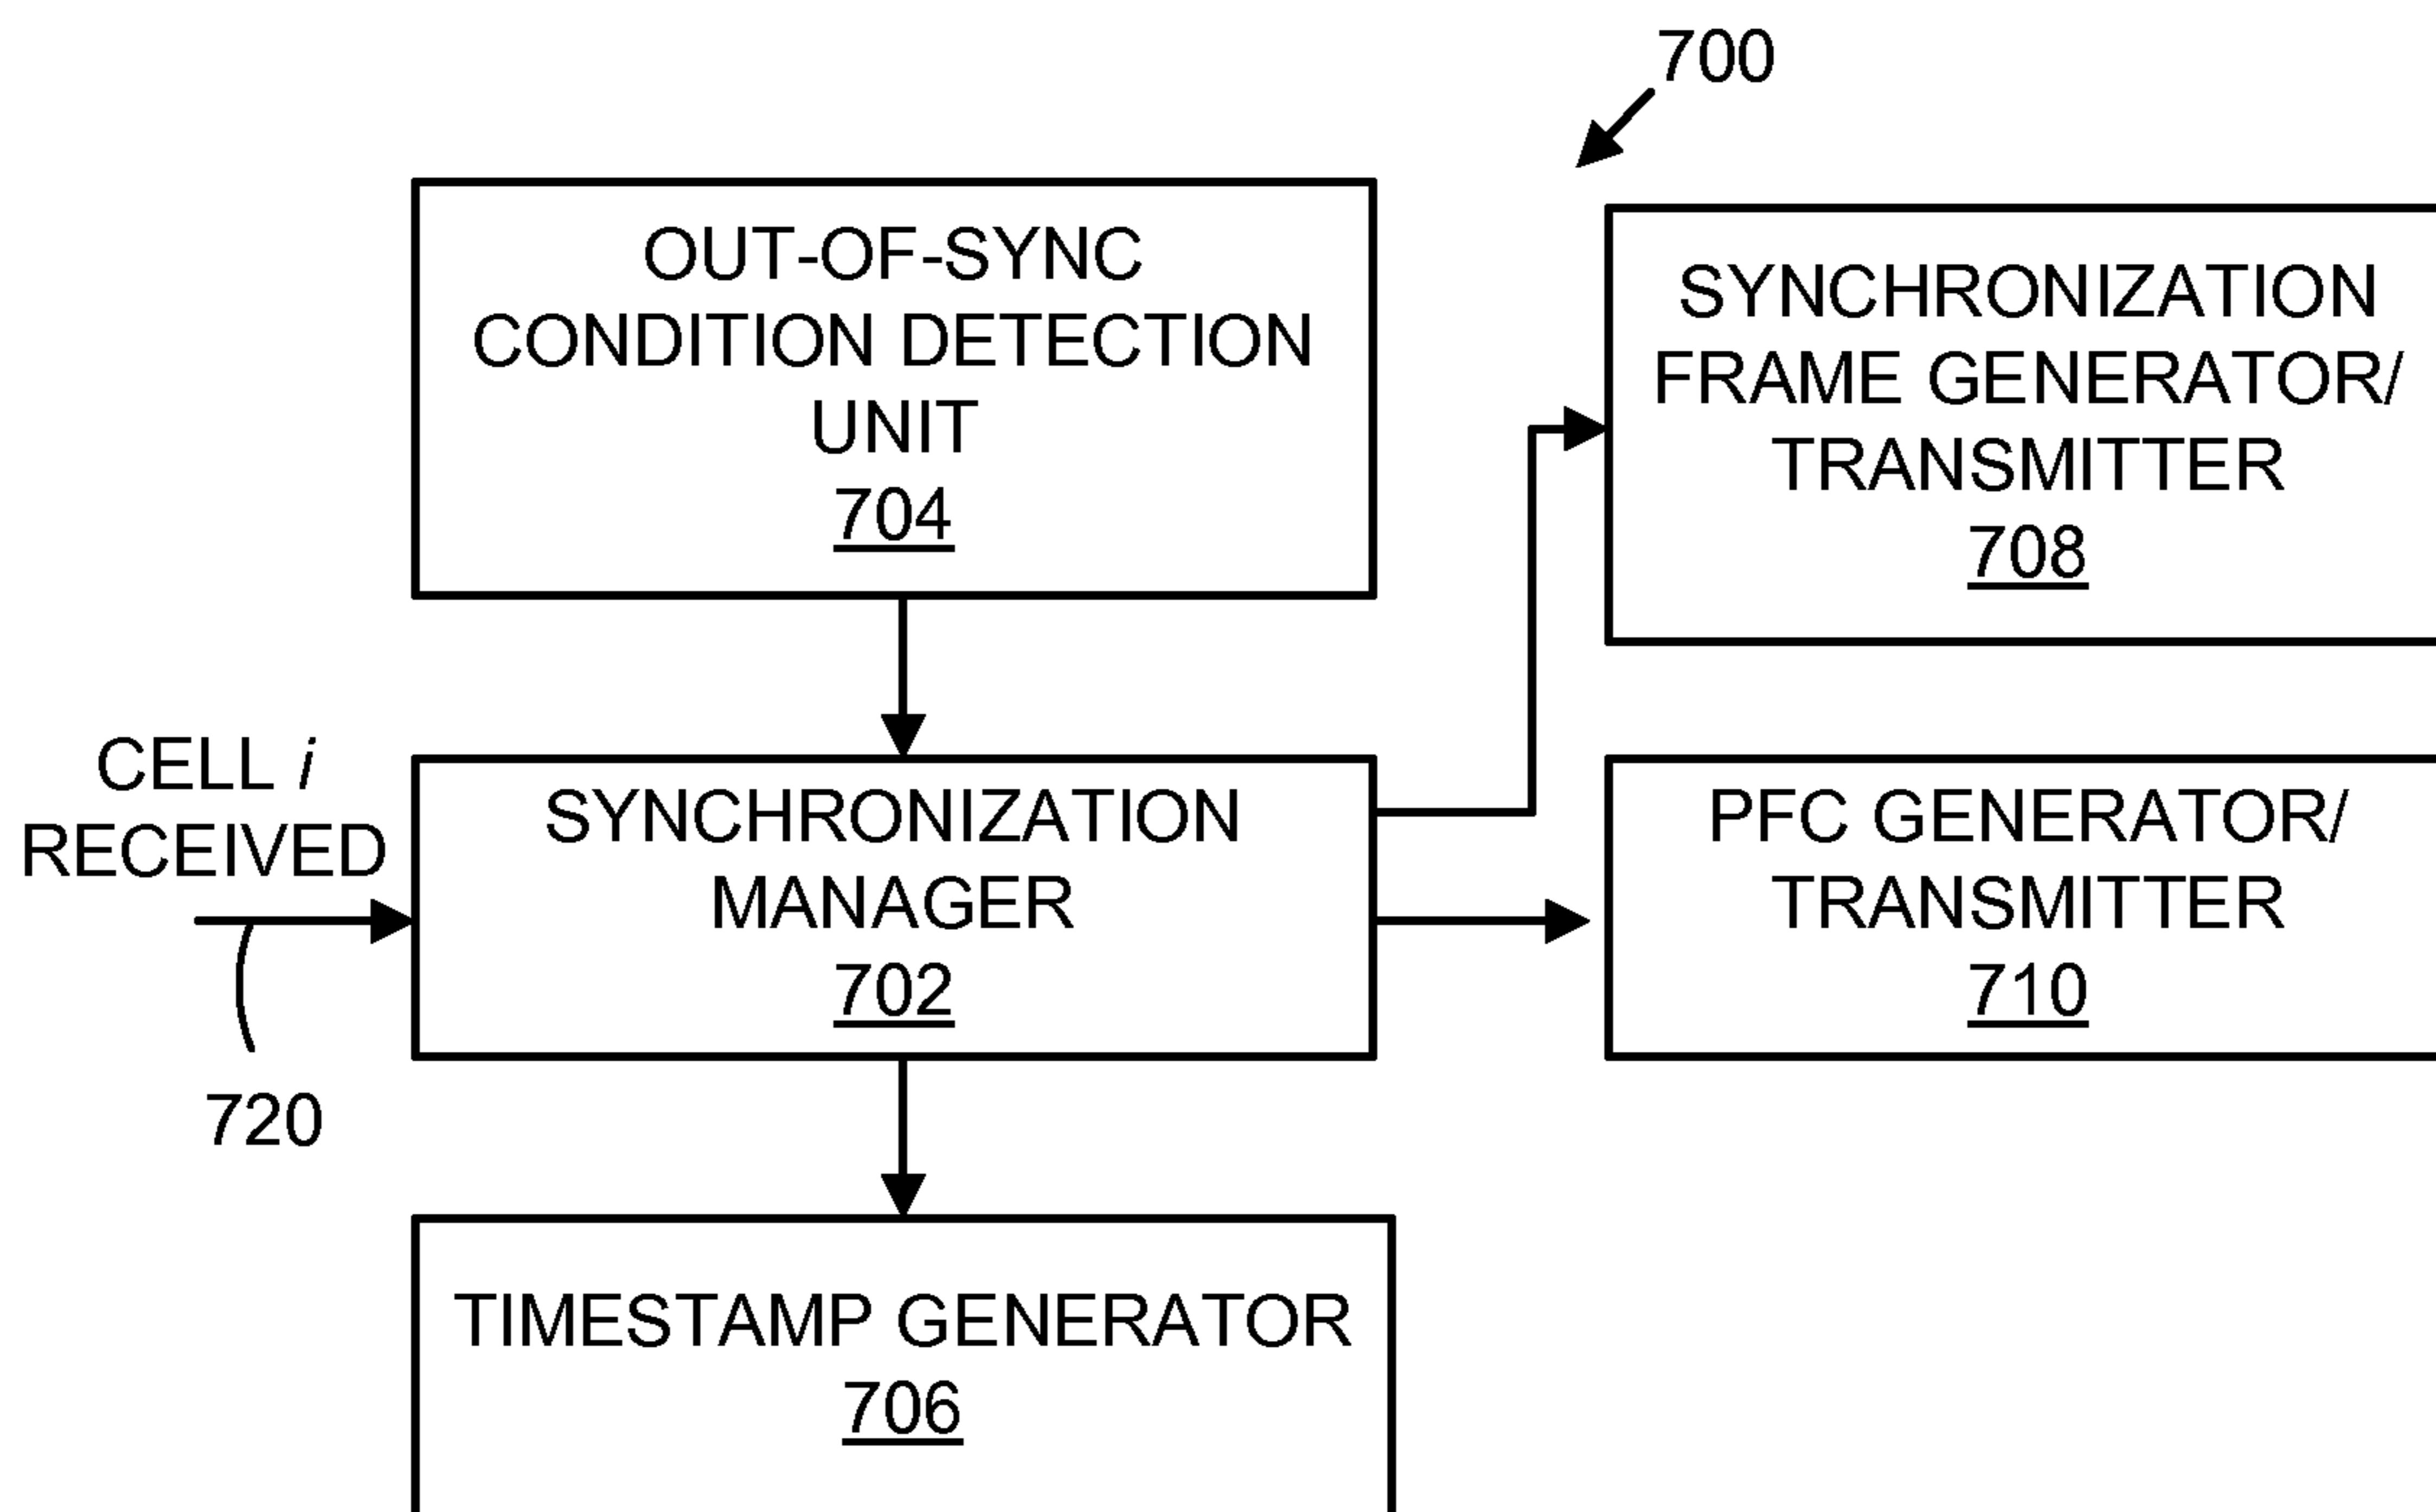 700
OUT-OF-SYNC
CONDITION DETECTION
UNIT
704
SYNCHRONIZATION
FRAME GENERATOR/
TRANSMITTER
708
CELL i
RECEIVED
720
SYNCHRONIZATION
MANAGER
702
PFC GENERATOR/
TRANSMITTER
710
TIMESTAMP GENERATOR
706